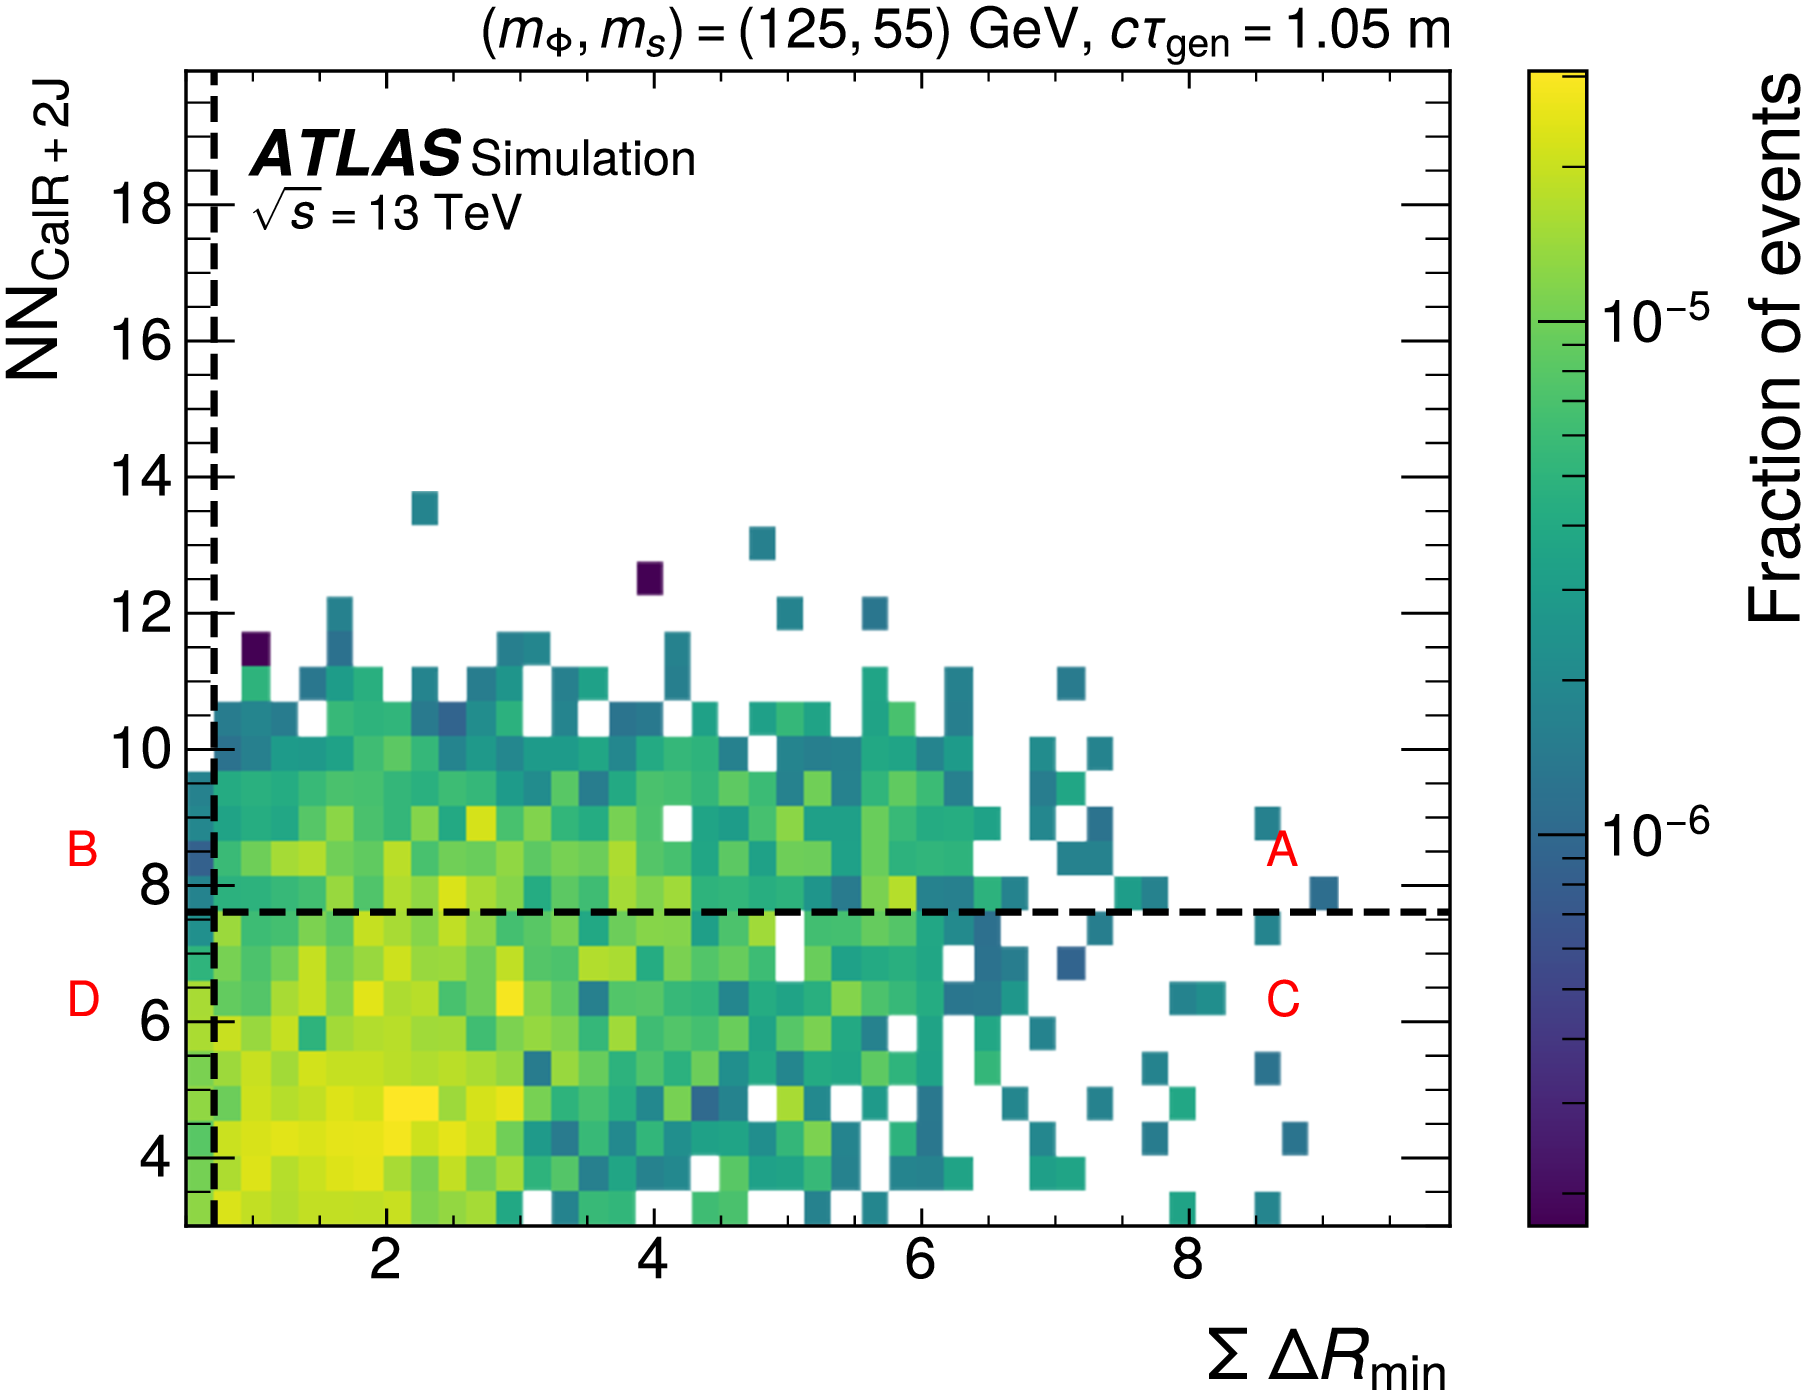 (mΦ, ms) = (125, 55) GeV, cτgen = 1.05 m
NNCalR + 2J
ATLAS Simulation
√s = 13 TeV
18
16
14
12
10
8
6
4
B
D
A
C
2 4 6 8
Σ ΔRmin
10⁻⁵
10⁻⁶
Fraction of events